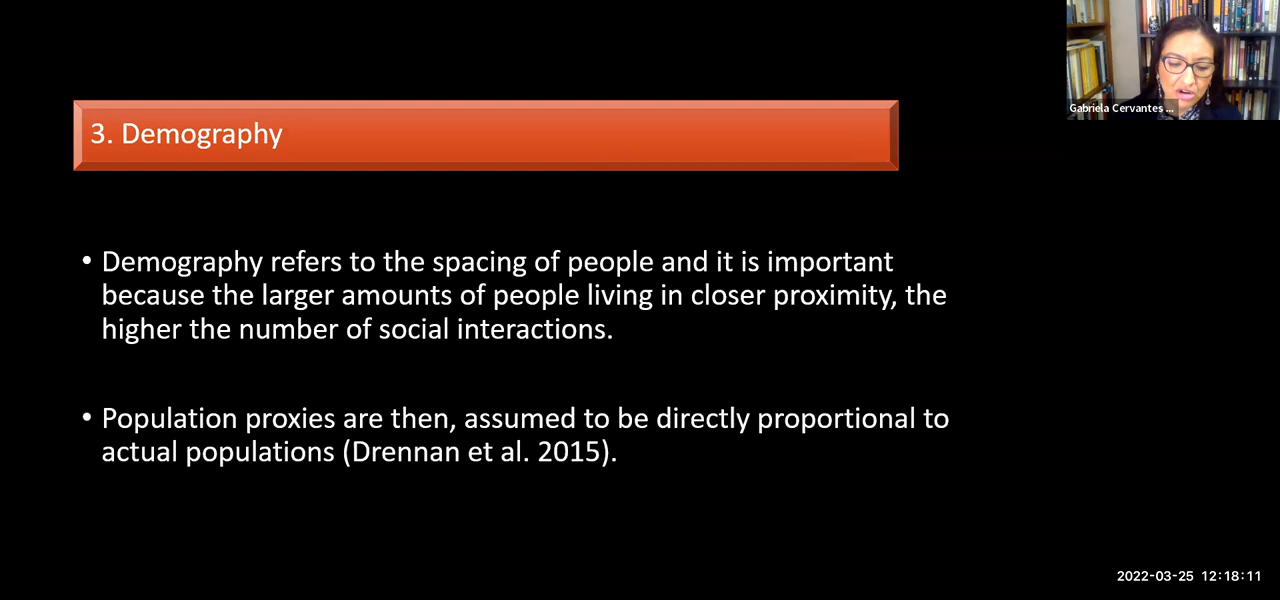 Gabriela Cervantes ...
3. Demography
• Demography refers to the spacing of people and it is important
because the larger amounts of people living in closer proximity, the
higher the number of social interactions.
• Population proxies are then, assumed to be directly proportional to
actual populations (Drennan et al. 2015).
2022-03-25 12:18:11